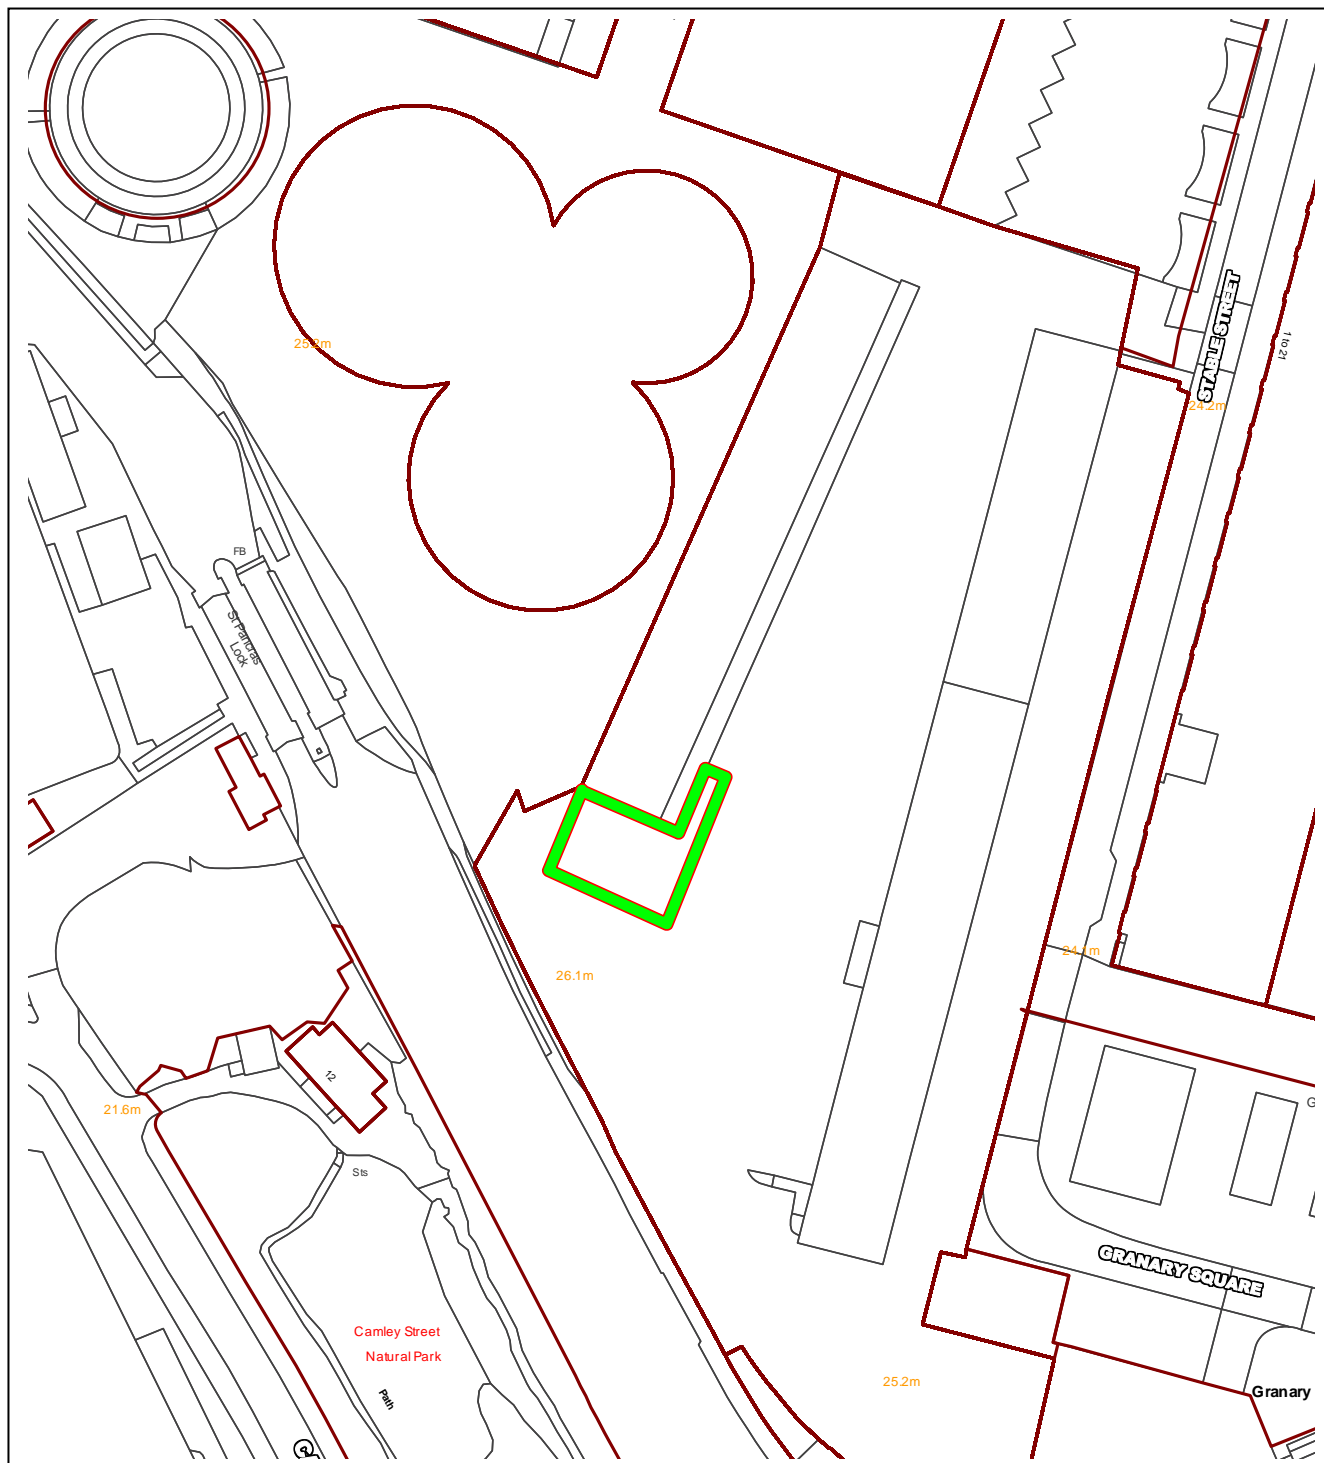 25.2m
STABLE STREET
1 to 21
24.2m
FB
St Pancras
Lock
24.1m
26.1m
12
21.6m
Sts
GRANARY SQUARE
Camley Street
Natural Park
Path
25.2m
Granary